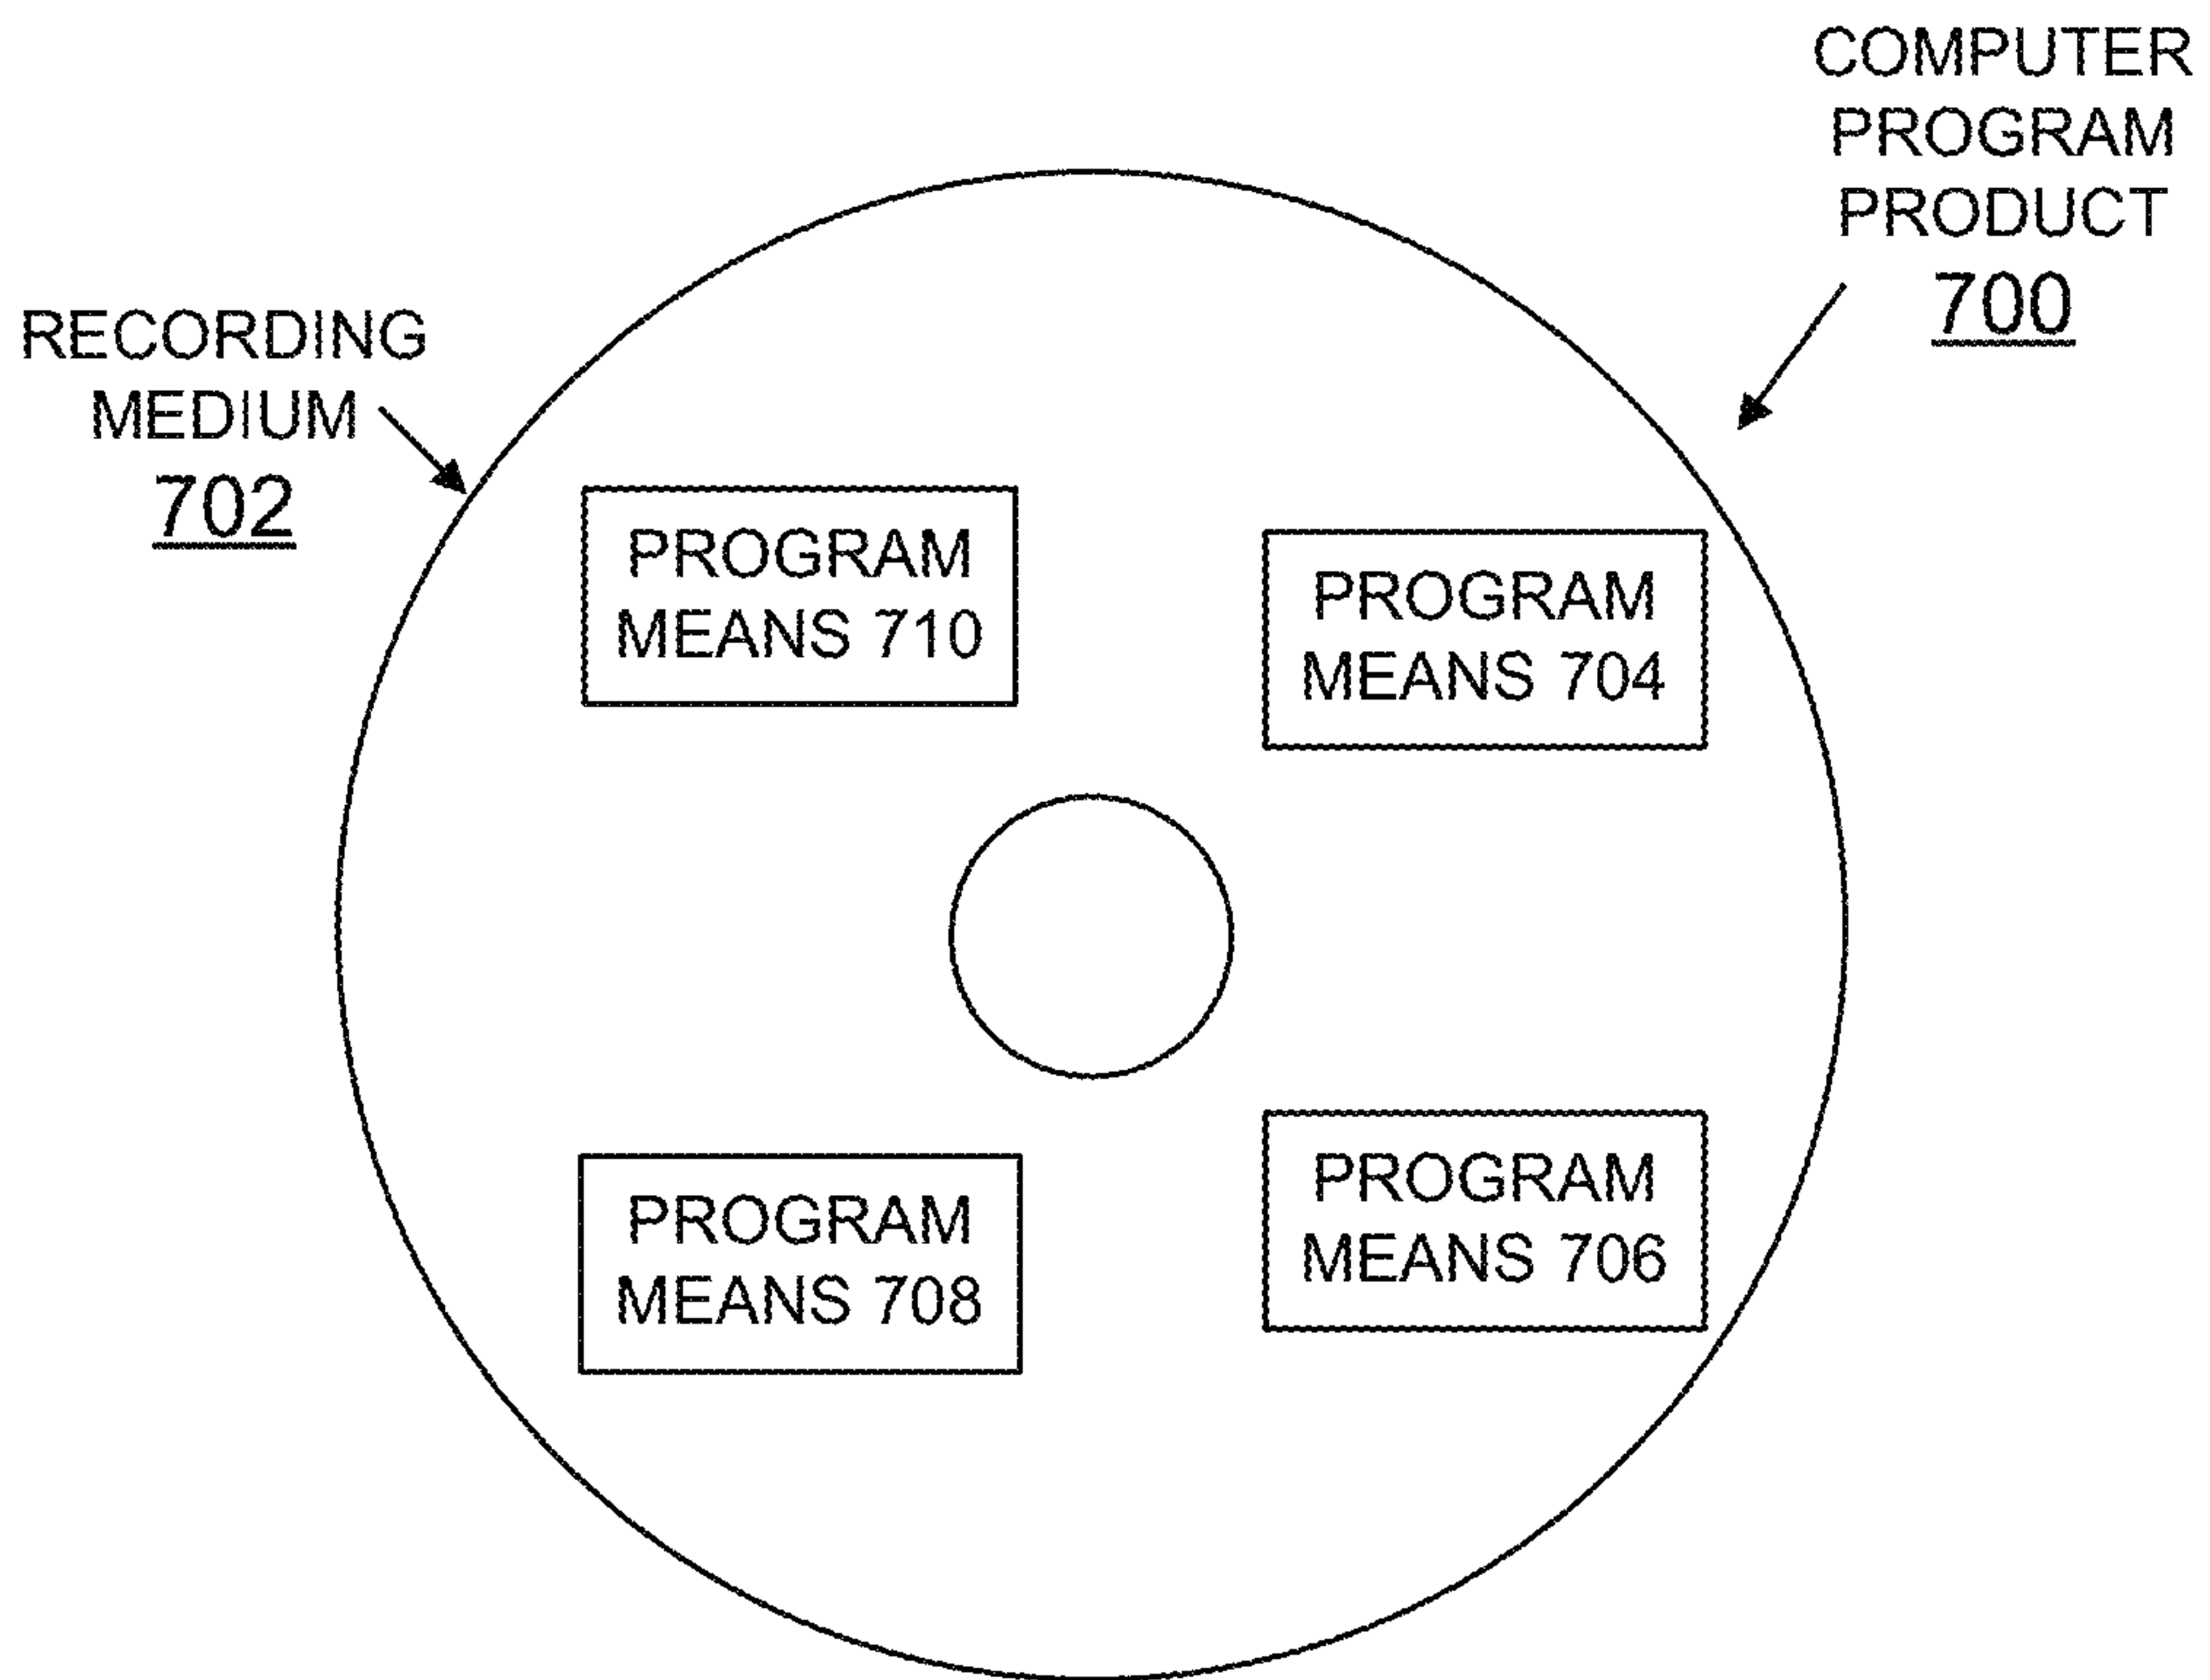 COMPUTER
PROGRAM
PRODUCT
700
RECORDING
MEDIUM
702
PROGRAM
MEANS 710
PROGRAM
MEANS 704
PROGRAM
MEANS 708
PROGRAM
MEANS 706